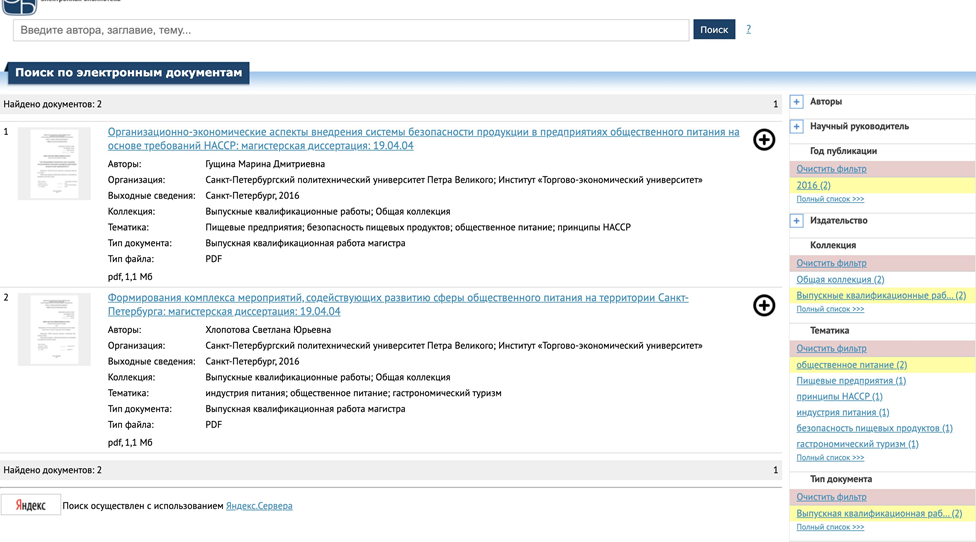 Введите автора, заглавие, тему...
Поиск
?
Поиск по электронным документам
Найдено документов: 2
1
1
Организационно-экономические аспекты внедрения системы безопасности продукции в предприятиях общественного питания на
основе требований НАССР: магистерская диссертация: 19.04.04
Авторы: Гущина Марина Дмитриевна
Организация: Санкт-Петербургский политехнический университет Петра Великого; Институт «Торгово-экономический университет»
Выходные сведения: Санкт-Петербург, 2016
Коллекция: Выпускные квалификационные работы; Общая коллекция
Тематика: Пищевые предприятия; безопасность пищевых продуктов; общественное питание; принципы НАССР
Тип документа: Выпускная квалификационная работа магистра
Тип файла: PDF
pdf, 1,1 Мб
2
Формирования комплекса мероприятий, содействующих развитию сферы общественного питания на территории Санкт-
Петербурга: магистерская диссертация: 19.04.04
Авторы: Хлопотова Светлана Юрьевна
Организация: Санкт-Петербургский политехнический университет Петра Великого; Институт «Торгово-экономический университет»
Выходные сведения: Санкт-Петербург, 2016
Коллекция: Выпускные квалификационные работы; Общая коллекция
Тематика: индустрия питания; общественное питание; гастрономический туризм
Тип документа: Выпускная квалификационная работа магистра
Тип файла: PDF
pdf, 1,1 Мб
Найдено документов: 2
1
Яндекс
Поиск осуществлен с использованием Яндекс.Сервера
Авторы
Научный руководитель
Год публикации
Очистить фильтр
2016 (2)
Полный список >>>
Издательство
Коллекция
Очистить фильтр
Общая коллекция (2)
Выпускные квалификационные раб... (2)
Полный список >>>
Тематика
Очистить фильтр
общественное питание (2)
Пищевые предприятия (1)
принципы НАССР (1)
индустрия питания (1)
безопасность пищевых продуктов (1)
гастрономический туризм (1)
Полный список >>>
Тип документа
Очистить фильтр
Выпускная квалификационная раб... (2)
Полный список >>>